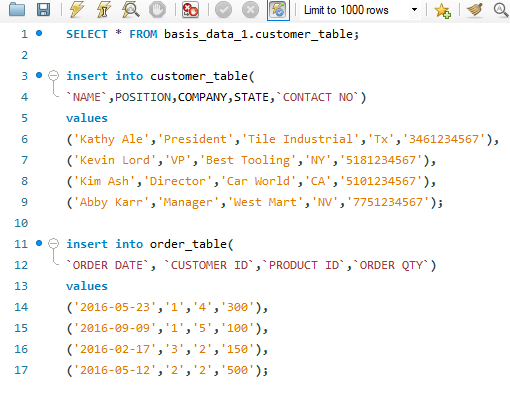 Limit to 1000 rows
1 SELECT * FROM basis_data_1.customer_table;
2
3 insert into customer_table(
4 `NAME`,POSITION,COMPANY,STATE,`CONTACT NO`)
5 values
6 ('Kathy Ale','President','Tile Industrial','Tx','3461234567'),
7 ('Kevin Lord','VP','Best Tooling','NY','5181234567'),
8 ('Kim Ash','Director','Car World','CA','5101234567'),
9 ('Abby Karr','Manager','West Mart','NV','7751234567');
10
11 insert into order_table(
12 `ORDER DATE`, `CUSTOMER ID`,`PRODUCT ID`,`ORDER QTY`)
13 values
14 ('2016-05-23','1','4','300'),
15 ('2016-09-09','1','5','100'),
16 ('2016-02-17','3','2','150'),
17 ('2016-05-12','2','2','500');